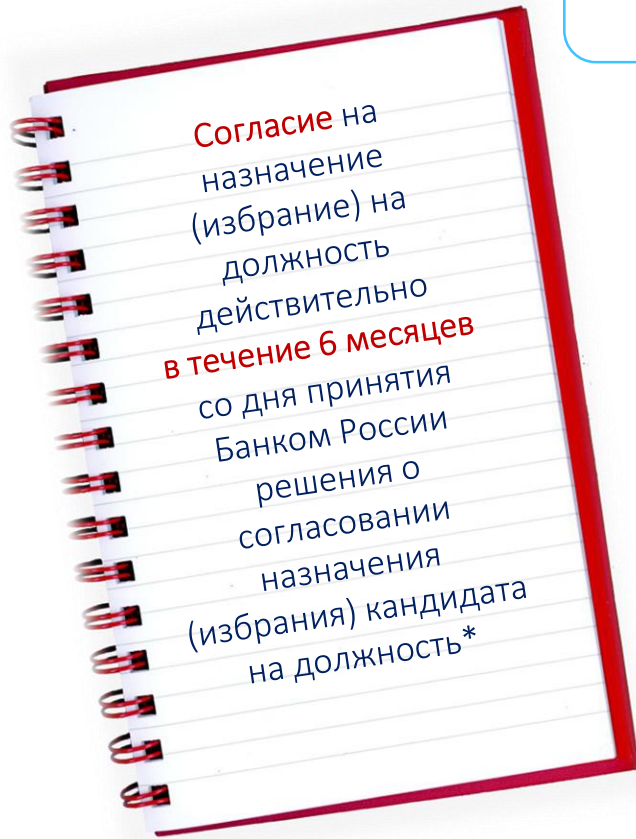 Согласие на
назначение
(избрание) на
должность
действительно
в течение 6 месяцев
со дня принятия
Банком России
решения о
согласовании
назначения
(избрания) кандидата
на должность*